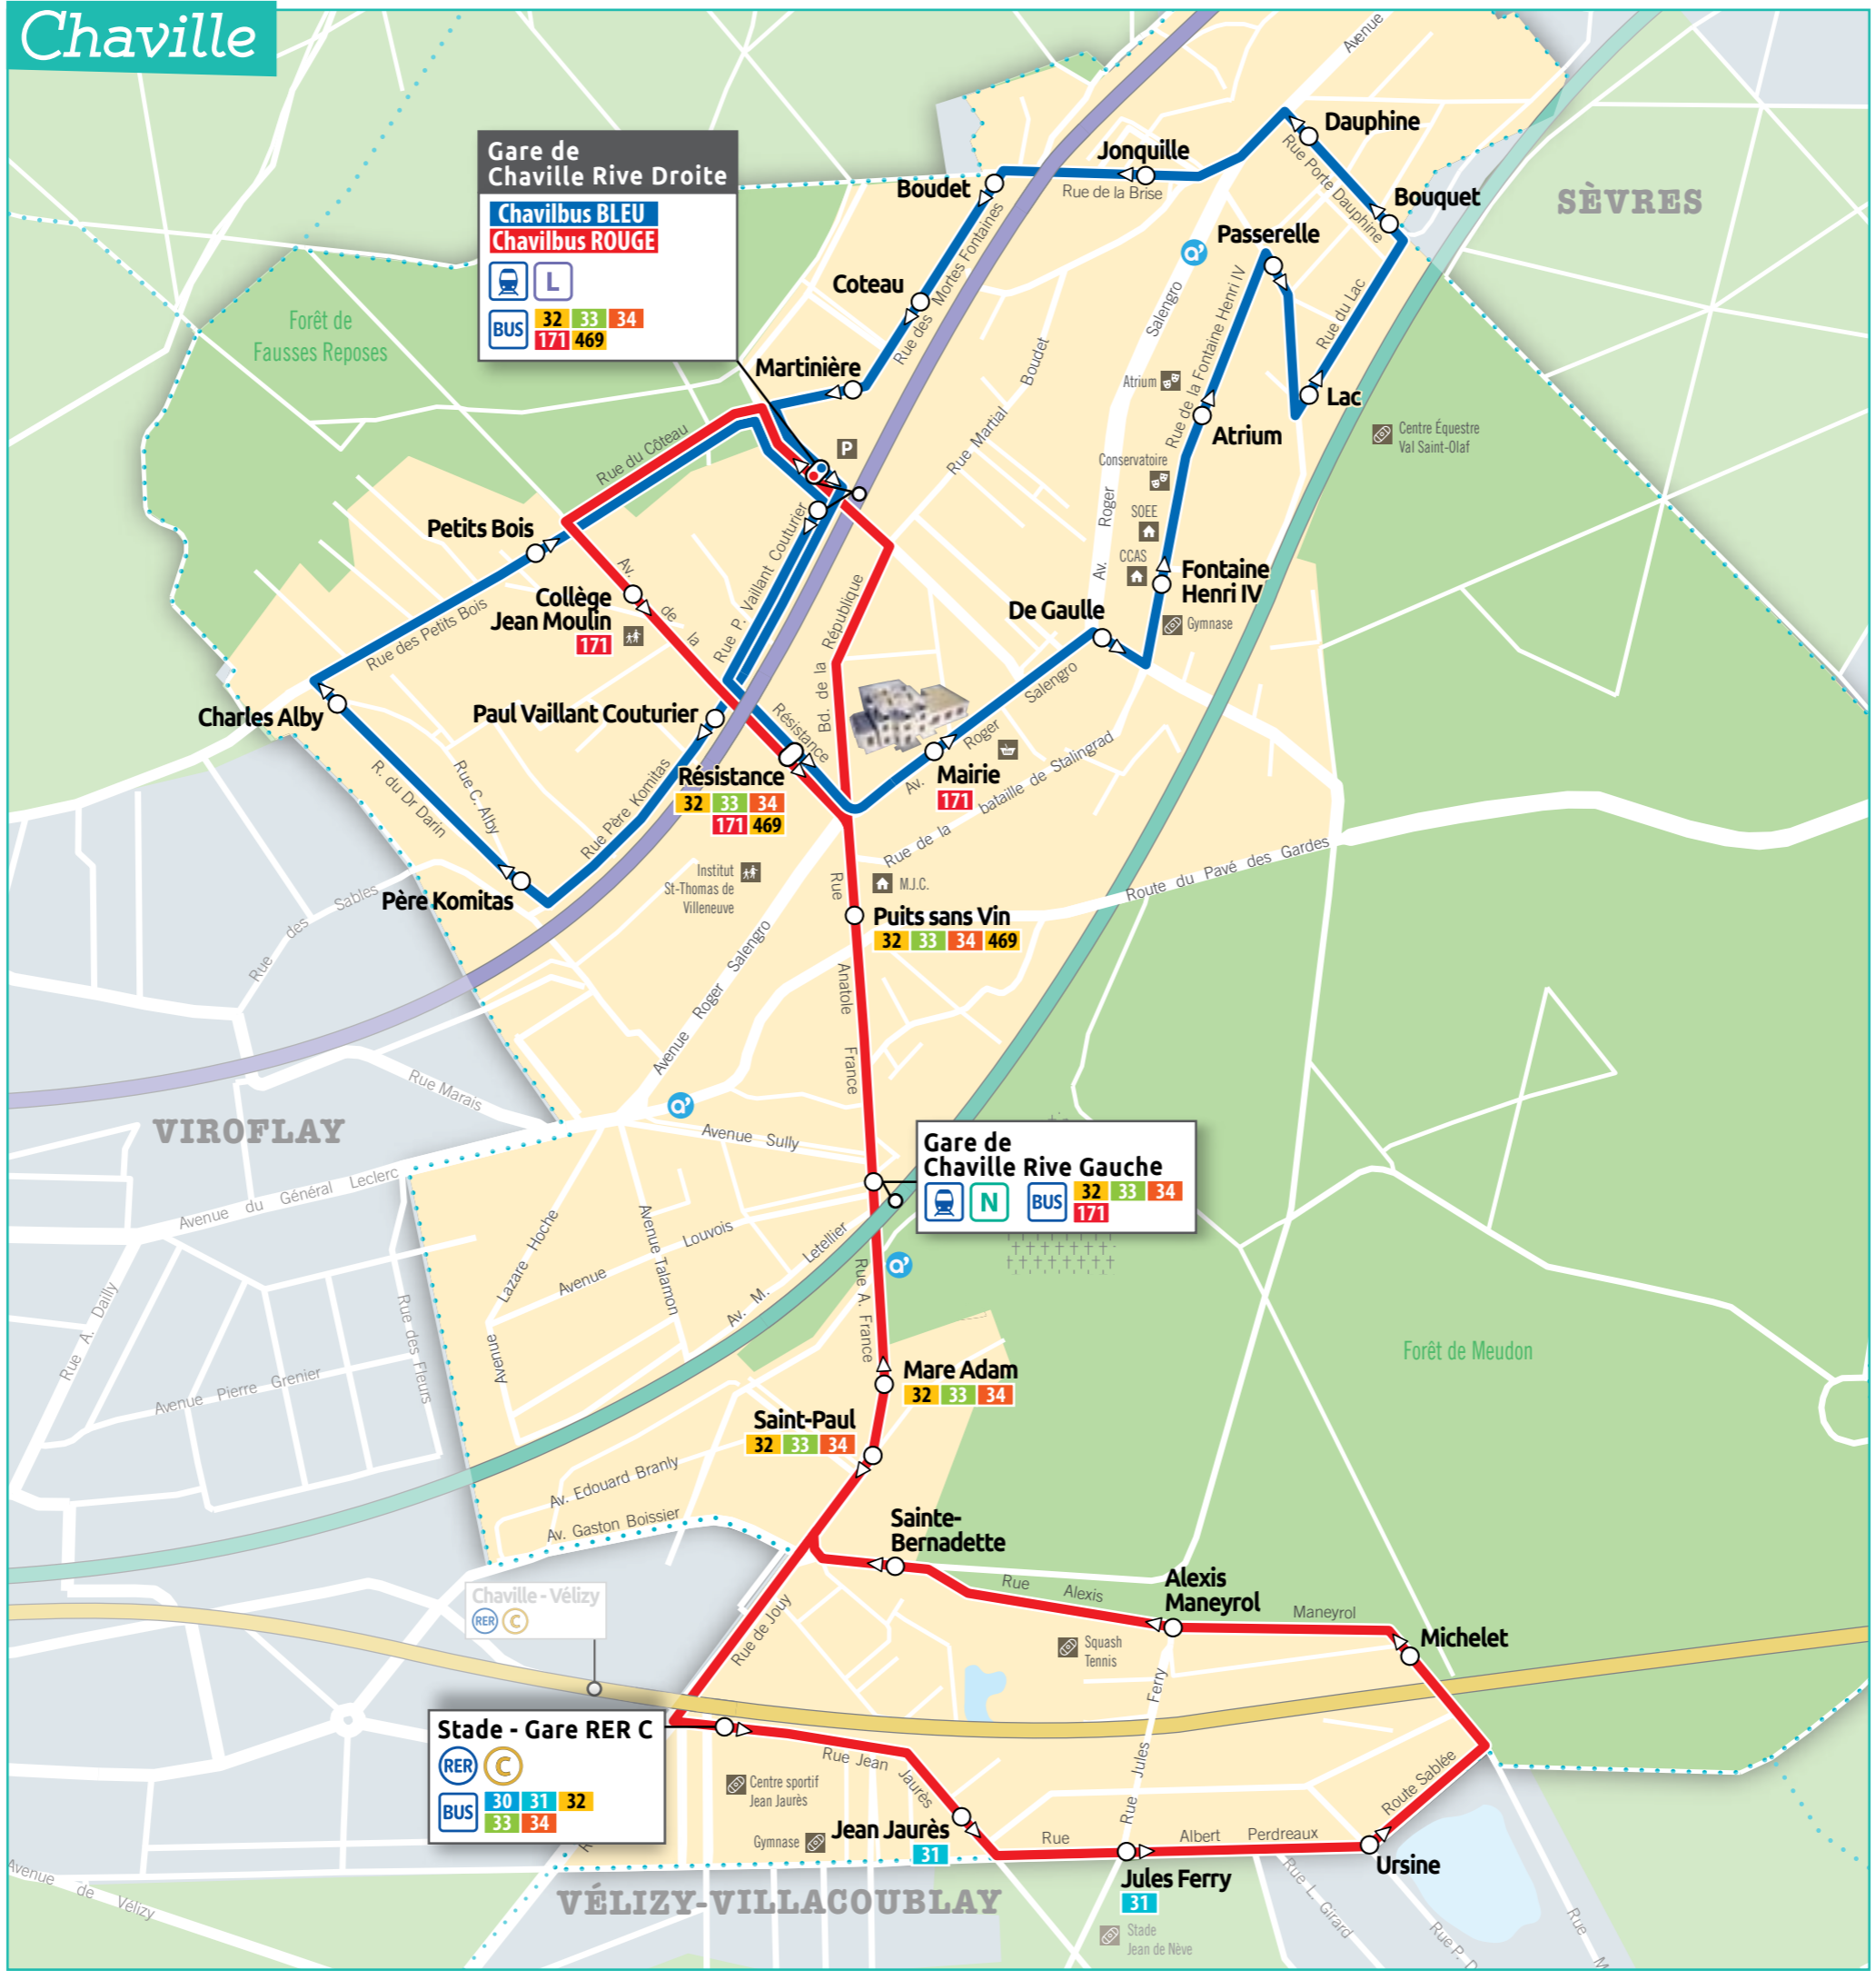 Chaville
Gare de
Chaville Rive Droite
Chavilbus BLEU
Chavilbus ROUGE
L
BUS
32 33 34
171 469
Avenue
Dauphine
Rue Porte Dauphine
Jonquille
Rue de la Brise
Boudet
Bouquet
SÈVRES
Passerelle
a'
Coteau
Rue des Mortes Fontaines
Salengro
Rue de la Fontaine Henri IV
Rue du Lac
Forêt de
Fausses Reposes
Martinière
Boudet
Rue Martial
Atrium
Lac
Atrium
Centre Équestre
Val Saint-Olaf
Rue du Côteau
P
Conservatoire
Roger
Av.
SOEE
CCAS
Petits Bois
Fontaine
Henri IV
Gymnase
De Gaulle
Collège
Jean Moulin
171
Av. de la
Résistance
Rue P. Vaillant Couturier
Bd. de la République
Rue des Petits Bois
Charles Alby
Paul Vaillant Couturier
Résistance
32 33 34
171 469
Av. Roger Salengro
Mairie
171
Rue de la bataille de Stalingrad
R. du Dr Darin
Rue C. Alby
Rue Père Komitas
Père Komitas
Institut
St-Thomas de
Villeneuve
M.J.C.
Rue Anatole France
Puits sans Vin
32 33 34 469
Route du Pavé des Gardes
Rue des Sables
Avenue Roger Salengro
Rue Marais
VIROFLAY
a'
Avenue Sully
Avenue du Général Leclerc
Gare de
Chaville Rive Gauche
N
BUS
32 33 34
171
Avenue Lazare Hoche
Avenue Talamon
Avenue Louvois
Av. M. Letellier
Rue A. France
a'
Rue A. Dailly
Rue des Fleurs
Avenue Pierre Grenier
Forêt de Meudon
Mare Adam
32 33 34
Saint-Paul
32 33 34
Av. Edouard Branly
Av. Gaston Boissier
Sainte-
Bernadette
Rue Alexis Maneyrol
Alexis
Maneyrol
Chaville - Vélizy
RER C
Rue de Jouy
Squash
Tennis
Michelet
Stade - Gare RER C
RER C
BUS
30 31 32
33 34
Rue Jean Jaurès
Centre sportif
Jean Jaurès
Gymnase
Jean Jaurès
31
Rue Jules Ferry
Route Sablée
Rue Albert Perdreaux
Jules Ferry
31
Ursine
VÉLIZY-VILLACOUBLAY
Stade
Jean de Nève
Avenue de Vélizy
Rue L. Girard
Rue P. D
Rue M